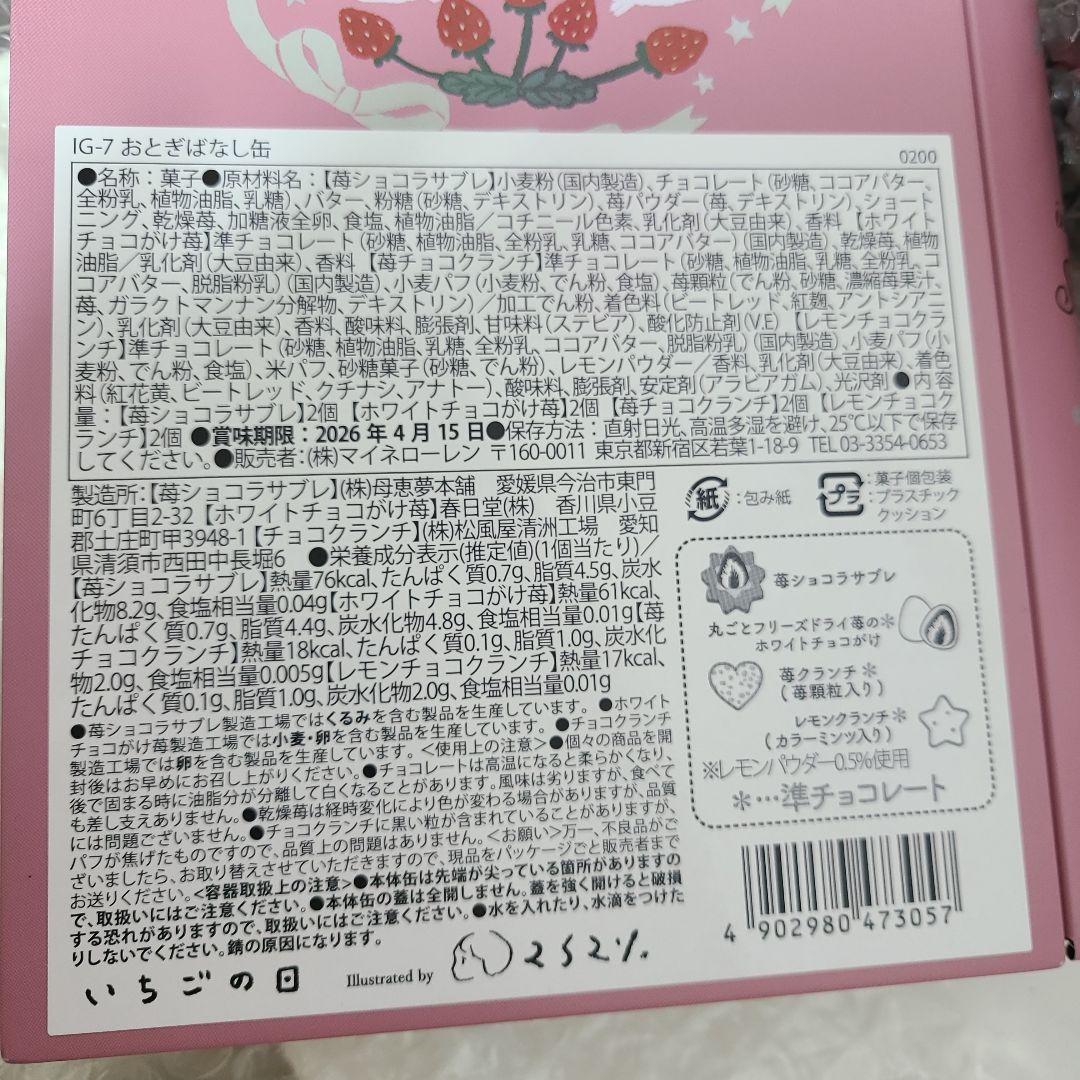 IG-7 おとぎばなし缶
0200
●名称：菓子●原材料名：【苺ショコラサブレ】小麦粉（国内製造）、チョコレート（砂糖、ココアバター、
全粉乳、植物油脂、乳糖）、バター、粉糖（砂糖、デキストリン）、苺パウダー（苺、デキストリン）、ショート
ニング、乾燥苺、加糖液全卵、食塩、植物油脂／コチニール色素、乳化剤（大豆由来）、香料 【ホワイト
チョコがけ苺】準チョコレート（砂糖、植物油脂、全粉乳、乳糖、ココアバター）（国内製造）、乾燥苺、植物
油脂／乳化剤（大豆由来）、香料 【苺チョコクランチ】準チョコレート（砂糖、植物油脂、乳糖、全粉乳、コ
コアバター、脱脂粉乳）（国内製造）、小麦パフ（小麦粉、でん粉、食塩）、苺顆粒（でん粉、砂糖、濃縮苺果汁、
苺、ガラクトマンナン分解物、デキストリン）／加工でん粉、着色料（ビートレッド、紅麹、アントシアニ
ン）、乳化剤（大豆由来）、香料、酸味料、膨張剤、甘味料（ステビア）、酸化防止剤（V.E） 【レモンチョコクラ
ンチ】準チョコレート（砂糖、植物油脂、乳糖、全粉乳、ココアバター、脱脂粉乳）（国内製造）、小麦パフ（小
麦粉、でん粉、食塩）、米パフ、砂糖菓子（砂糖、でん粉）、レモンパウダー／香料、乳化剤（大豆由来）、着色
料（紅花黄、ビートレッド、クチナシ、アナトー）、酸味料、膨張剤、安定剤（アラビアガム）、光沢剤 ●内容
量：【苺ショコラサブレ】2個 【ホワイトチョコがけ苺】2個 【苺チョコクランチ】2個 【レモンチョコク
ランチ】2個 ●賞味期限：2026年4月15日●保存方法：直射日光、高温多湿を避け、25℃以下で保存
してください。●販売者：（株）マイネローレン 〒160-0011 東京都新宿区若葉1-18-9 TEL 03-3354-0653
製造所：【苺ショコラサブレ】（株）母恵夢本舗 愛媛県今治市東門
町6丁目2-32 【ホワイトチョコがけ苺】春日堂（株） 香川県小豆
郡土庄町甲3948-1 【チョコクランチ】（株）松風屋清洲工場 愛知
県清須市西田中長堀6 ●栄養成分表示（推定値）（1個当たり）／
【苺ショコラサブレ】熱量76kcal、たんぱく質0.7g、脂質4.5g、炭水
化物8.2g、食塩相当量0.04g【ホワイトチョコがけ苺】熱量61kcal、
たんぱく質0.7g、脂質4.4g、炭水化物4.8g、食塩相当量0.01g【苺
チョコクランチ】熱量18kcal、たんぱく質0.1g、脂質1.0g、炭水化
物2.0g、食塩相当量0.005g【レモンチョコクランチ】熱量17kcal、
たんぱく質0.1g、脂質1.0g、炭水化物2.0g、食塩相当量0.01g
●苺ショコラサブレ製造工場ではくるみを含む製品を生産しています。 ●ホワイト
チョコがけ苺製造工場では小麦・卵を含む製品を生産しています。 ●チョコクランチ
製造工場では卵を含む製品を生産しています。＜使用上の注意＞●個々の商品を開
封後はお早めにお召し上がりください。●チョコレートは高温になると柔らかくなり、
後で固まる時に油脂分が分離して白くなることがあります。風味は劣りますが、食べて
も差し支えありません。●乾燥苺は経時変化により色が変わる場合がありますが、品質
には問題ございません。●チョコクランチに黒い粒が含まれていることがありますが、
パフが焦げたものですので、品質上の問題はありません。＜お願い＞万一、不良品がご
ざいましたら、お取り替えさせていただきますので、現品をパッケージごと販売者まで
お送りください。＜容器取扱上の注意＞●本体缶は先端が尖っている箇所がありますの
で、取扱いにはご注意ください。●本体缶の蓋は全開しません。蓋を強く開けると破損
する恐れがありますので、取扱いにはご注意ください。●水を入れたり、水滴をつけた
りしないでください。錆の原因になります。
紙
：包み紙
プラ
：菓子個包装
：プラスチック
クッション
苺ショコラサブレ
丸ごとフリーズドライ苺の＊
ホワイトチョコがけ
苺クランチ＊
（苺顆粒入り）
レモンクランチ＊
（カラーミンツ入り）
※レモンパウダー0.5％使用
＊…準チョコレート
4 902980 473057
いちごの日
Illustrated by
252%.